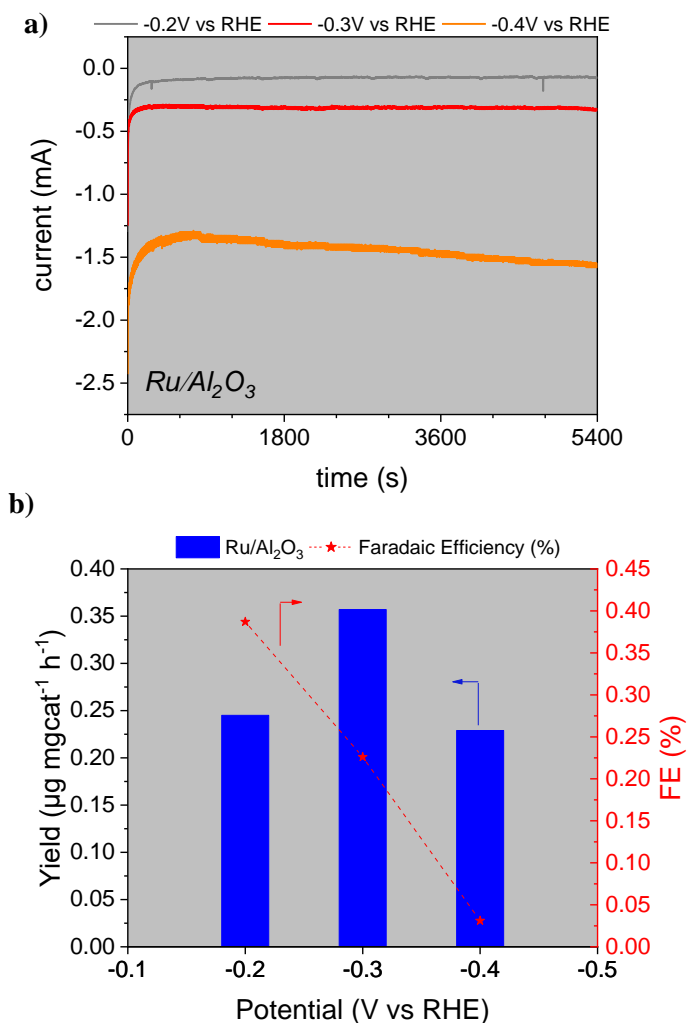 a)
-0.2V vs RHE -0.3V vs RHE -0.4V vs RHE
0.0
-0.5
-1.0
-1.5
-2.0
-2.5
current (mA)
Ru/Al₂O₃
0 1800 3600 5400
time (s)
b)
Ru/Al₂O₃ Faradaic Efficiency (%)
0.40
0.35
0.30
0.25
0.20
0.15
0.10
0.05
0.00
Yield (µg mgcat⁻¹ h⁻¹)
0.45
0.40
0.35
0.30
0.25
0.20
0.15
0.10
0.05
0.00
FE (%)
-0.1 -0.2 -0.3 -0.4 -0.5
Potential (V vs RHE)